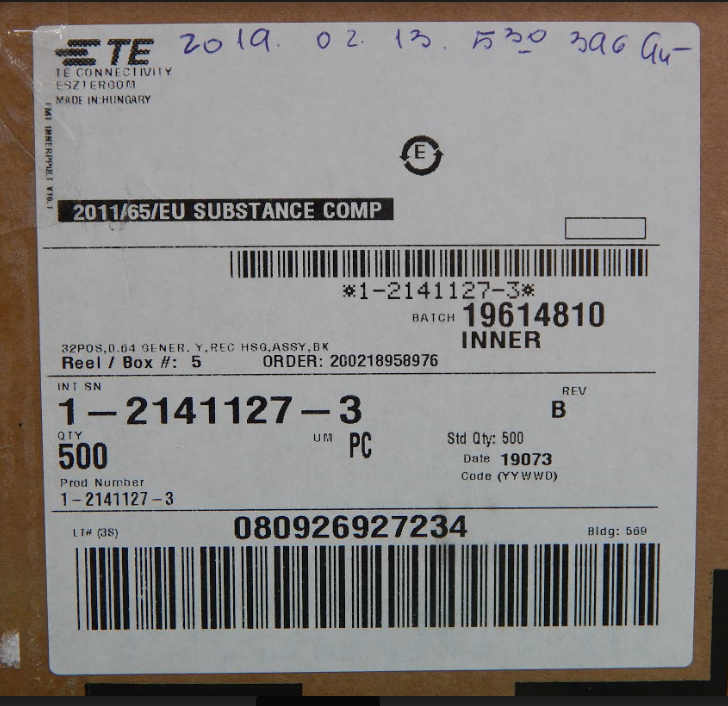 TE 2019. 02. 13. 530 396
TE CONNECTIVITY
ESZTERGOM
MADE IN HUNGARY
E
2011/65/EU SUBSTANCE COMP
*1-2141127-3*
BATCH 19614810
INNER
32POS,0.64 GENER. Y,REC HSG,ASSY,BK
Reel / Box #: 5 ORDER: 200218958976
INT SN
REV
1-2141127-3 B
QTY
500 UM PC Std Qty: 500
Date 19073
Code (YYWWD)
Prod Number
1-2141127-3
LT# (3S) 080926927234 Bldg: 569